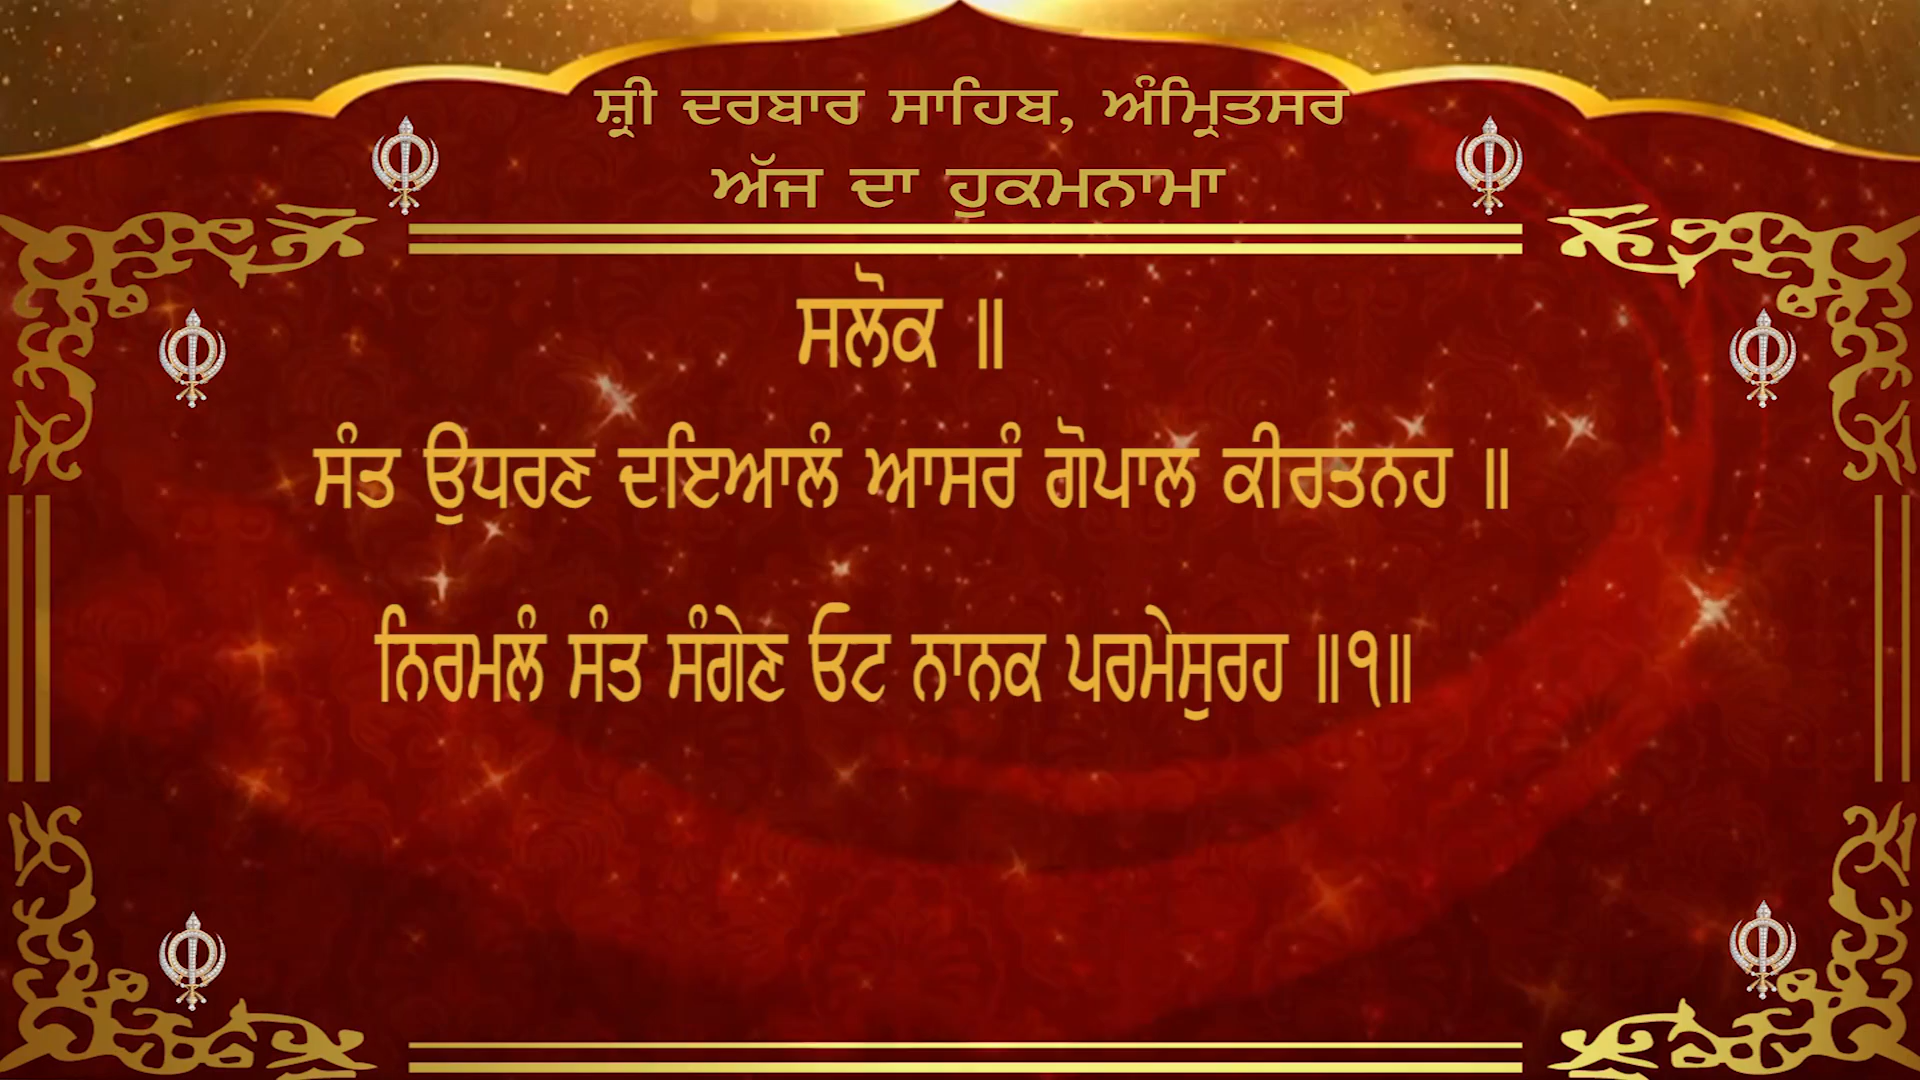 ਸ਼੍ਰੀ ਦਰਬਾਰ ਸਾਹਿਬ, ਅੰਮ੍ਰਿਤਸਰ
ਅੱਜ ਦਾ ਹੁਕਮਨਾਮਾ
ਸਲੋਕ ॥
ਸੰਤ ਉਧਰਣ ਦਇਆਲੰ ਆਸਰੰ ਗੋਪਾਲ ਕੀਰਤਨਹ ॥
ਨਿਰਮਲੰ ਸੰਤ ਸੰਗੇਣ ਓਟ ਨਾਨਕ ਪਰਮੇਸੁਰਹ ॥੧॥